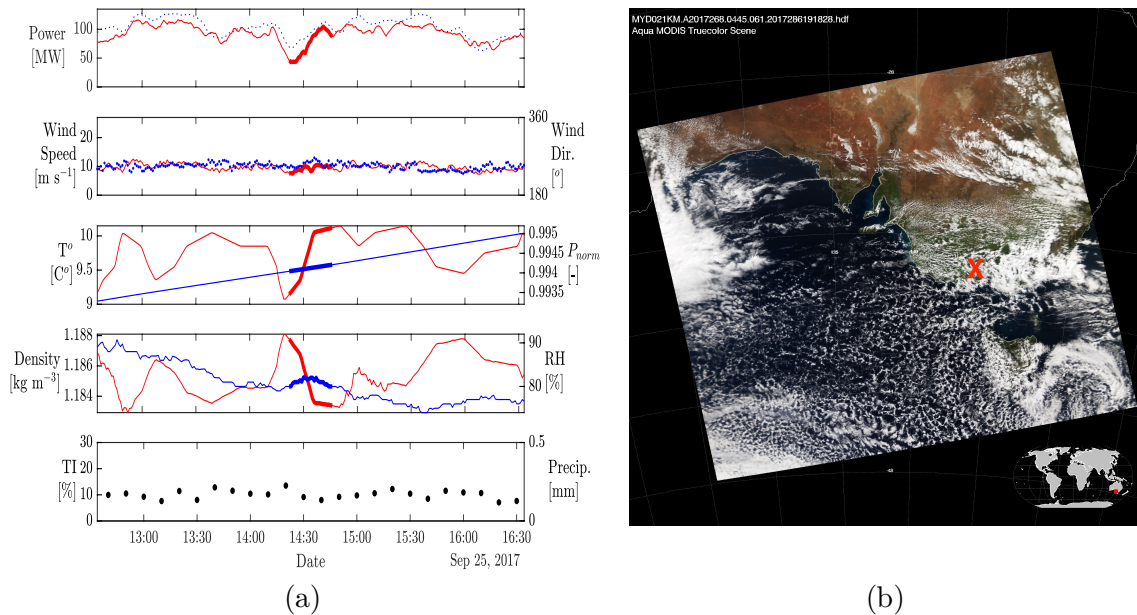 Power
[MW]
100
50
0
Wind
Speed
[m s⁻¹]
20
10
0
360
Wind
Dir.
[°]
180
T°
[C°]
10
9.5
9
0.995
0.9945
0.994
0.9935
P_norm
[-]
Density
[kg m⁻³]
1.188
1.186
1.184
90
80
RH
[%]
TI
[%]
30
20
10
0
0.5
0
Precip.
[mm]
13:00 13:30 14:00 14:30 15:00 15:30 16:00 16:30
Date
Sep 25, 2017
(a)
MYD021KM.A2017268.0445.061.2017286191828.hdf
Aqua MODIS Truecolor Scene
X
(b)